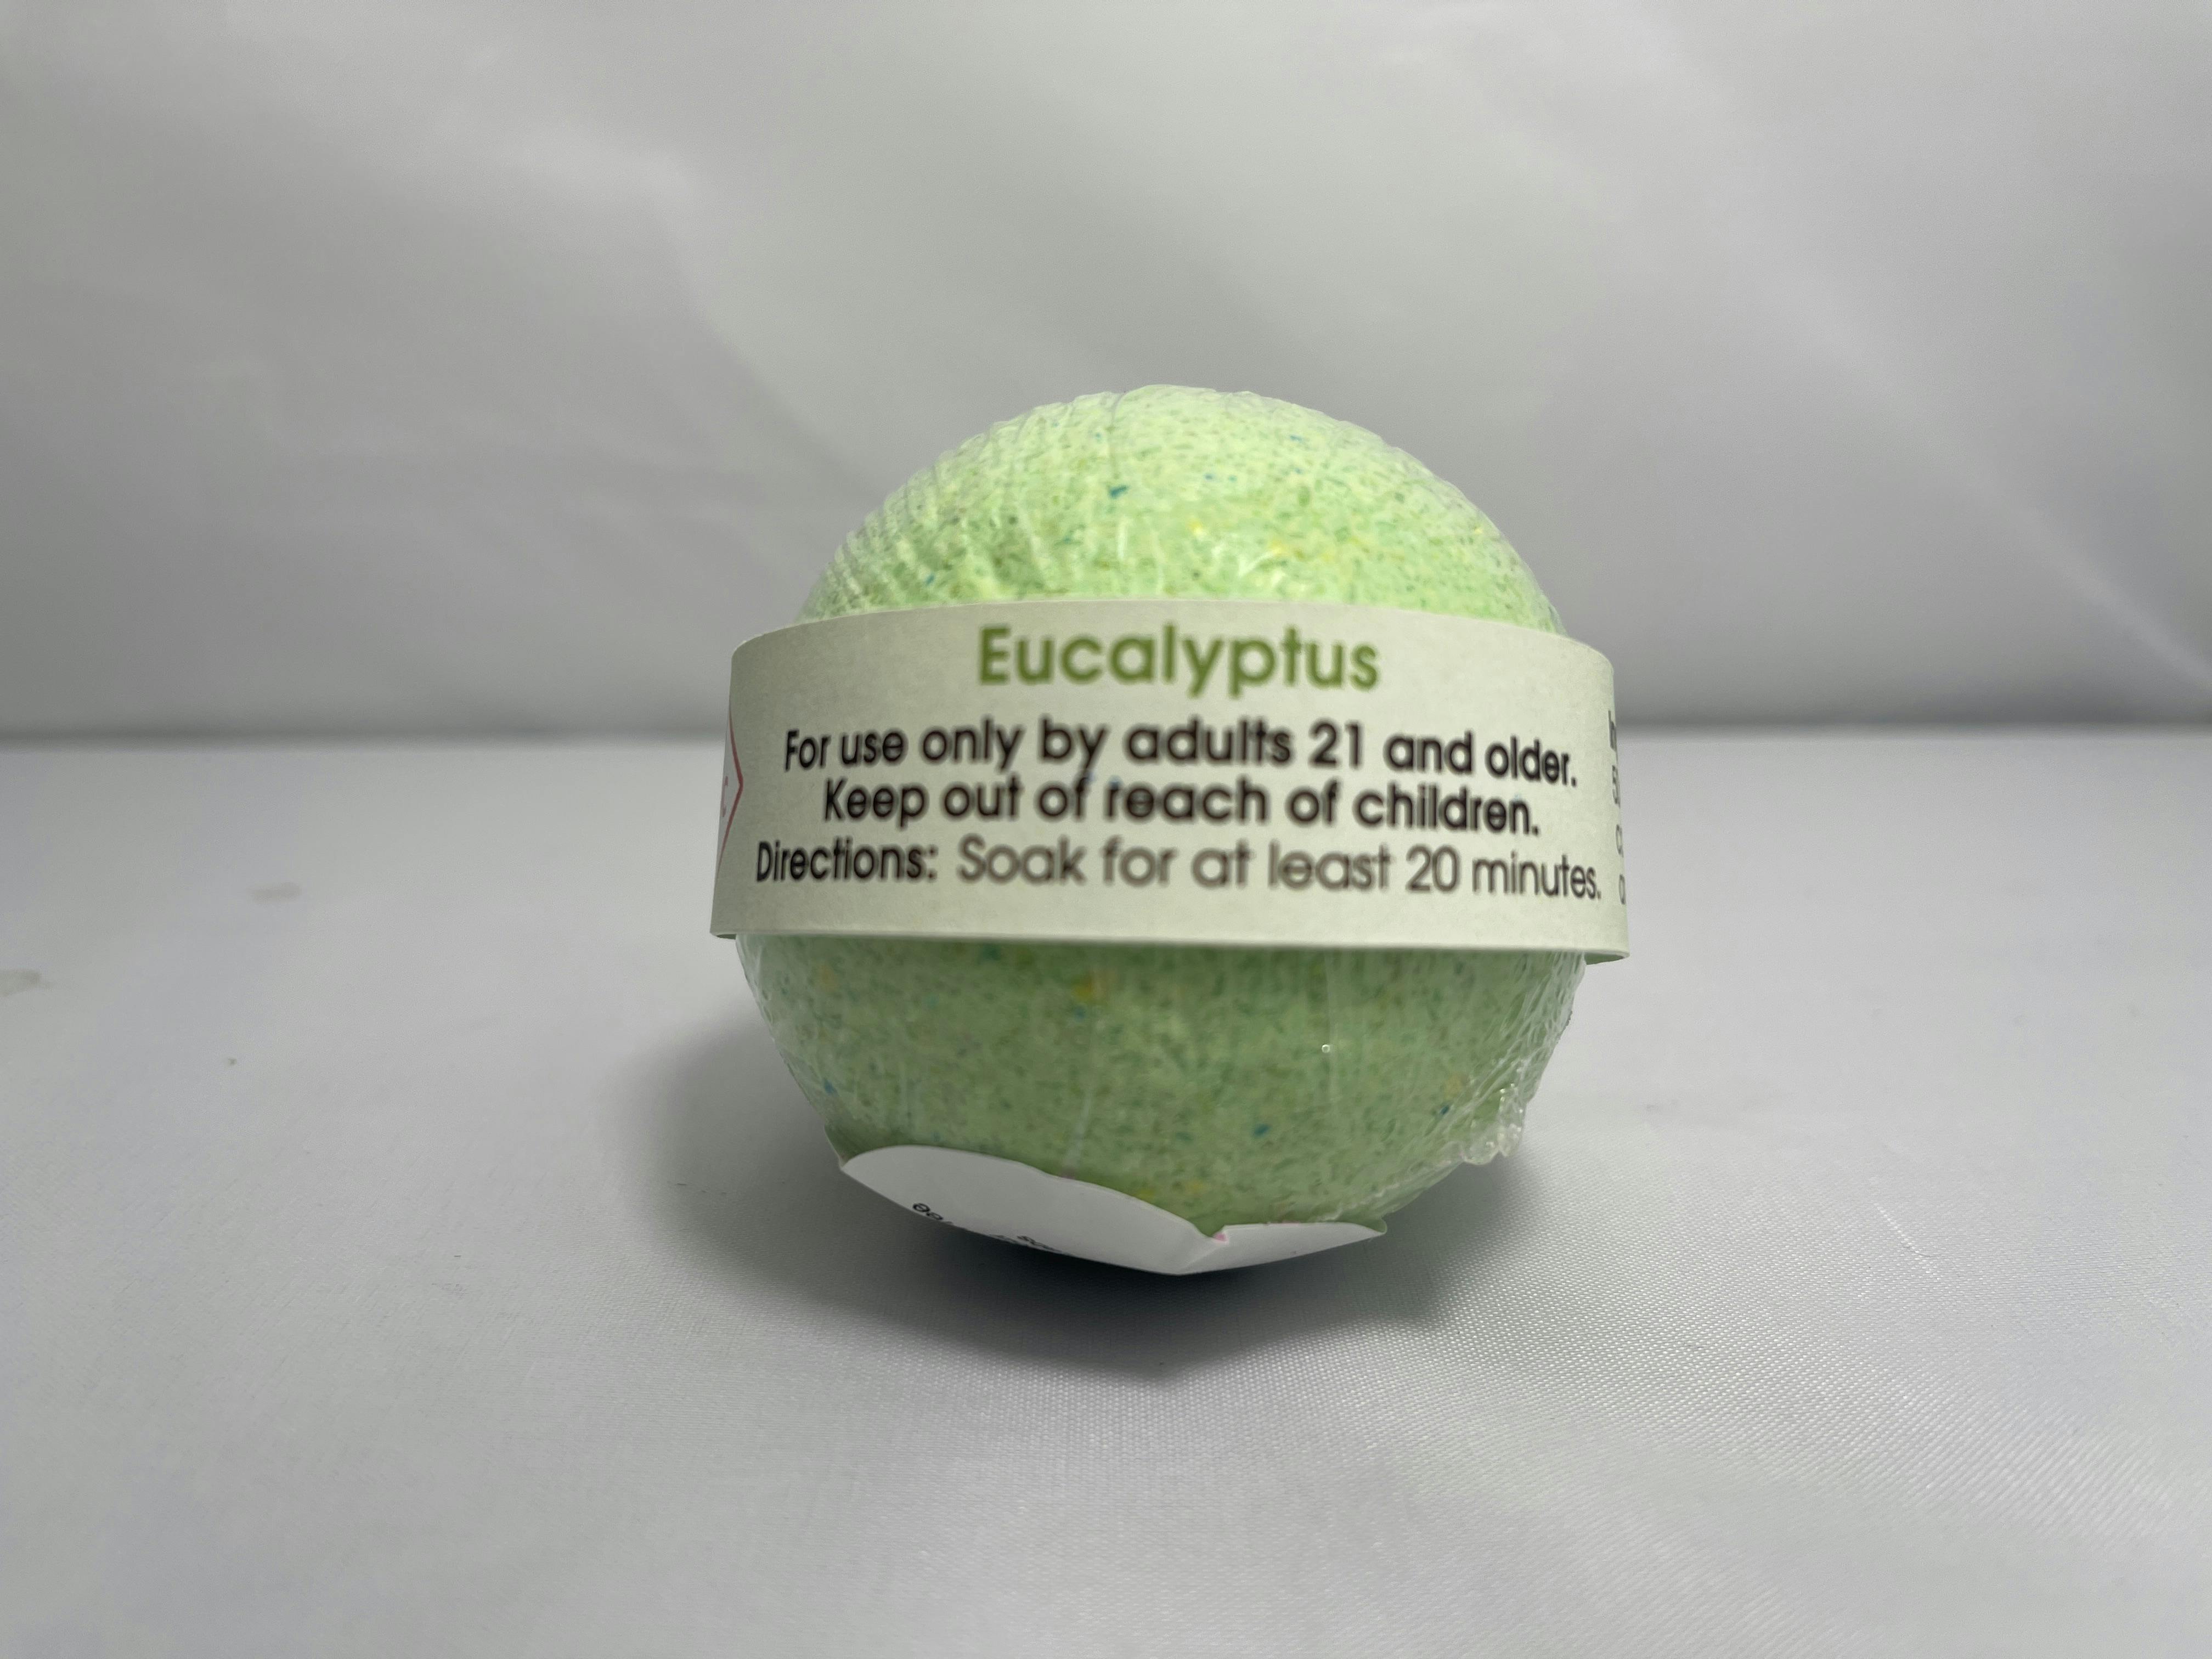 Eucalyptus
For use only by adults 21 and older.
Keep out of reach of children.
Directions: Soak for at least 20 minutes.